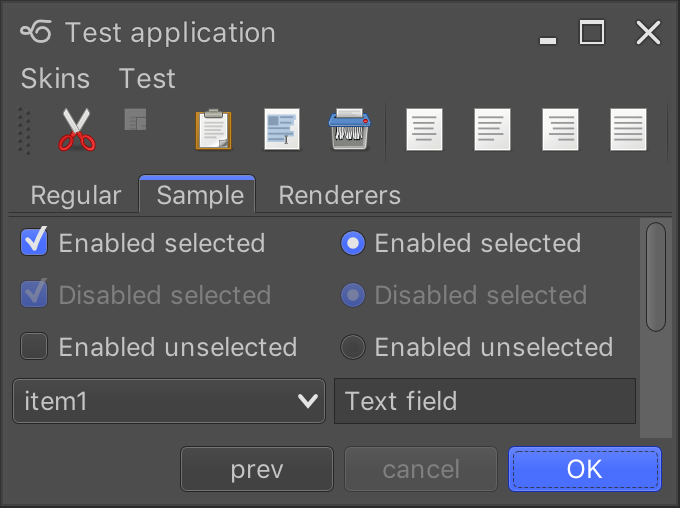 Test application
Skins Test
Regular Sample Renderers
Enabled selected Enabled selected
Disabled selected Disabled selected
Enabled unselected Enabled unselected
item1 Text field
prev cancel OK